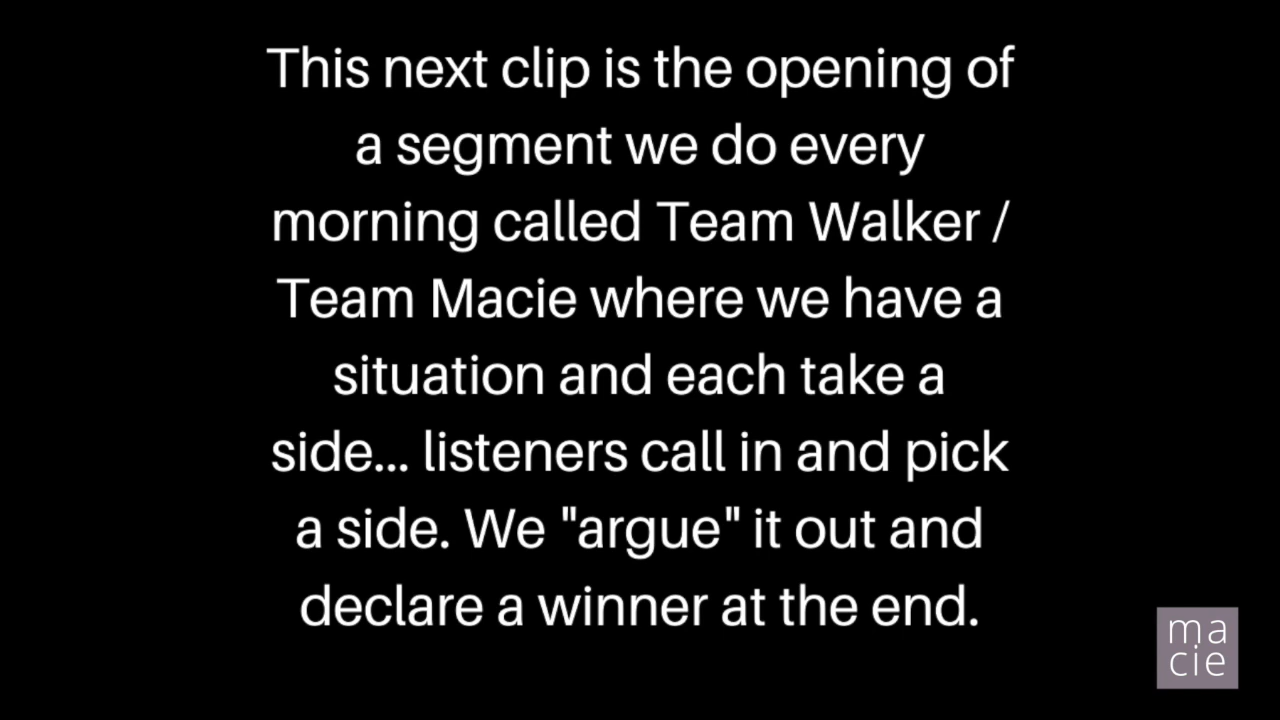 This next clip is the opening of
a segment we do every
morning called Team Walker /
Team Macie where we have a
situation and each take a
side... listeners call in and pick
a side. We "argue" it out and
declare a winner at the end.
ma
cie